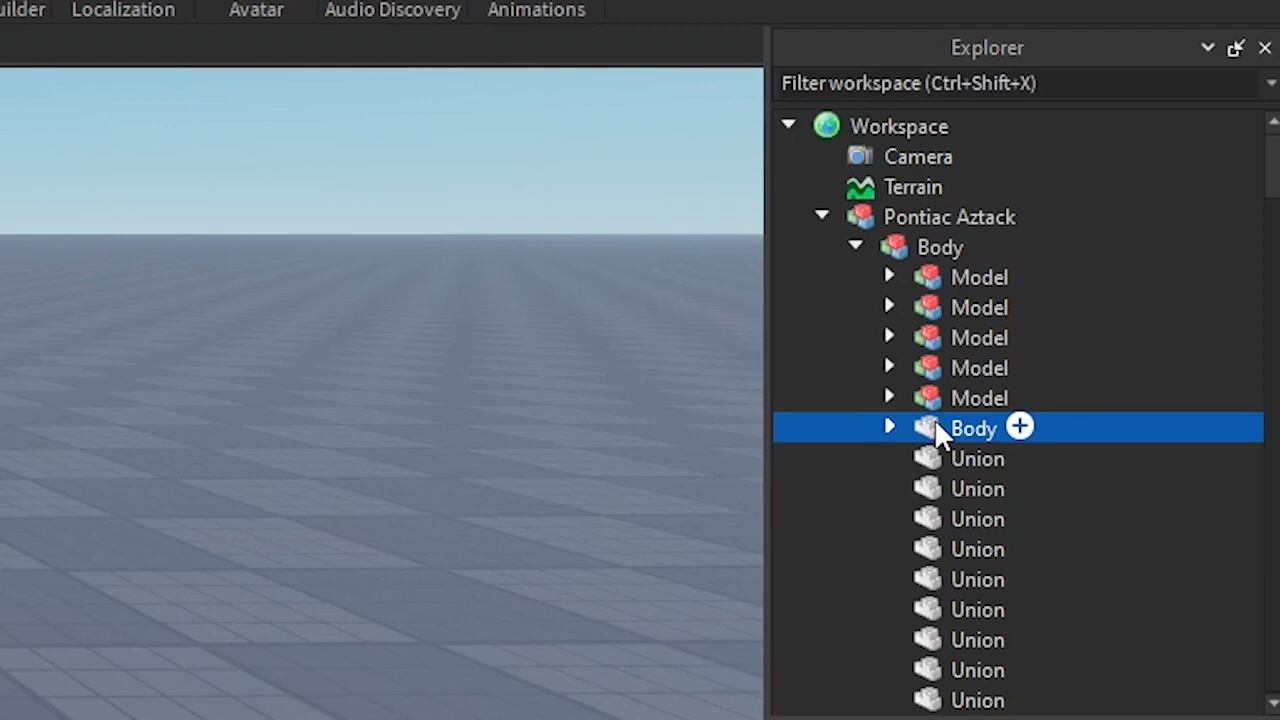 uilder Localization Avatar Audio Discovery Animations
Explorer
Filter workspace (Ctrl+Shift+X)
Workspace
Camera
Terrain
Pontiac Aztack
Body
Model
Model
Model
Model
Model
Body
Union
Union
Union
Union
Union
Union
Union
Union
Union